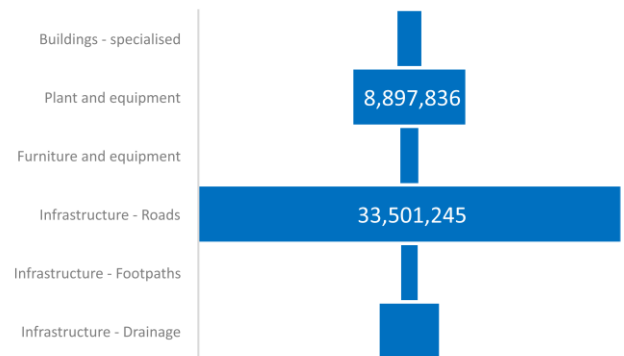 Buildings - specialised
Plant and equipment
8,897,836
Furniture and equipment
Infrastructure - Roads
33,501,245
Infrastructure - Footpaths
Infrastructure - Drainage